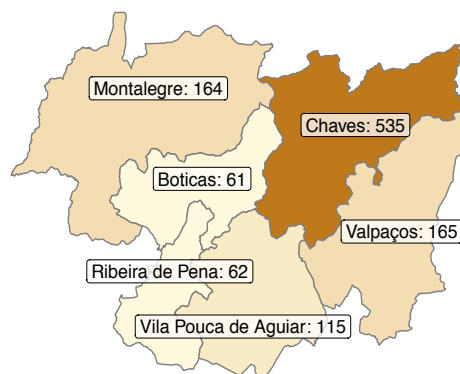 Montalegre: 164
Chaves: 535
Boticas: 61
Valpaços: 165
Ribeira de Pena: 62
Vila Pouca de Aguiar: 115